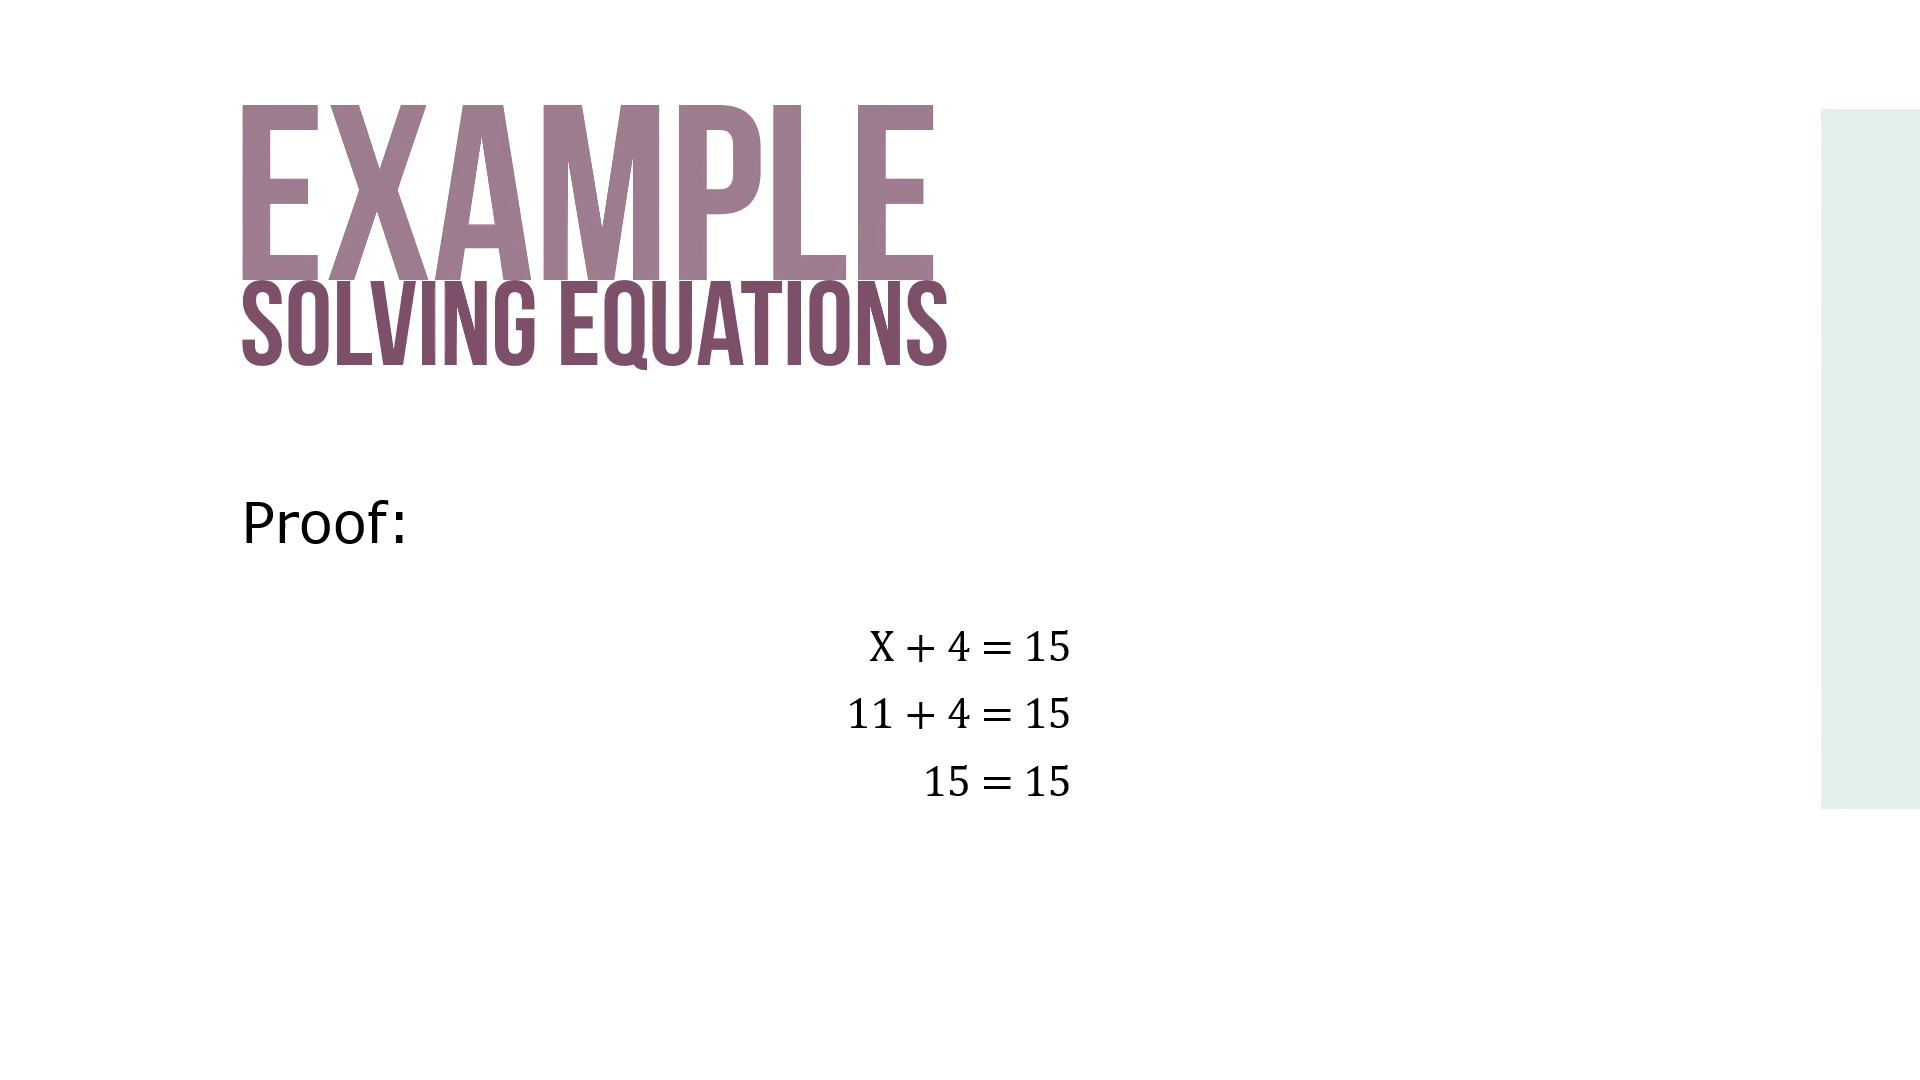 EXAMPLE
SOLVING EQUATIONS
Proof:
X + 4 = 15
11 + 4 = 15
15 = 15